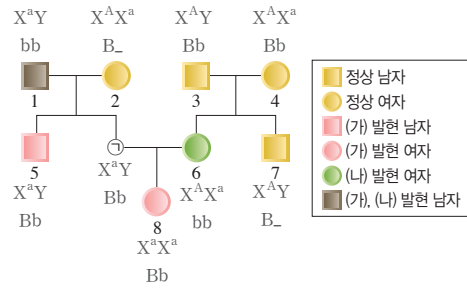 XᵃY XᴬXᵃ XᴬY XᴬXᵃ
bb B_ Bb Bb
1 2 3 4
정상 남자
정상 여자
(가) 발현 남자
(가) 발현 여자
(나) 발현 여자
(가), (나) 발현 남자
㉠
5 6 7
XᵃY XᵃY XᴬXᵃ XᴬY
Bb Bb bb B_
8
XᵃXᵃ
Bb